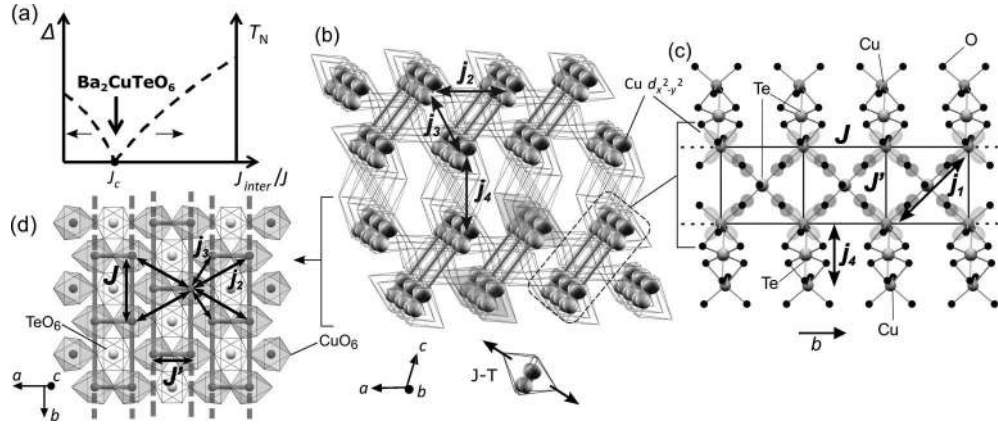 (a)
Δ
T_N
Ba₂CuTeO₆
J_c
J_inter/J
(b)
j₂
j₃
j₄
Cu d_x²-y²
c
a
b
J-T
(c)
Cu
O
Te
J
J'
j₁
j₄
Te
b
Cu
(d)
j₃
J
j₂
TeO₆
CuO₆
J'
a
c
b